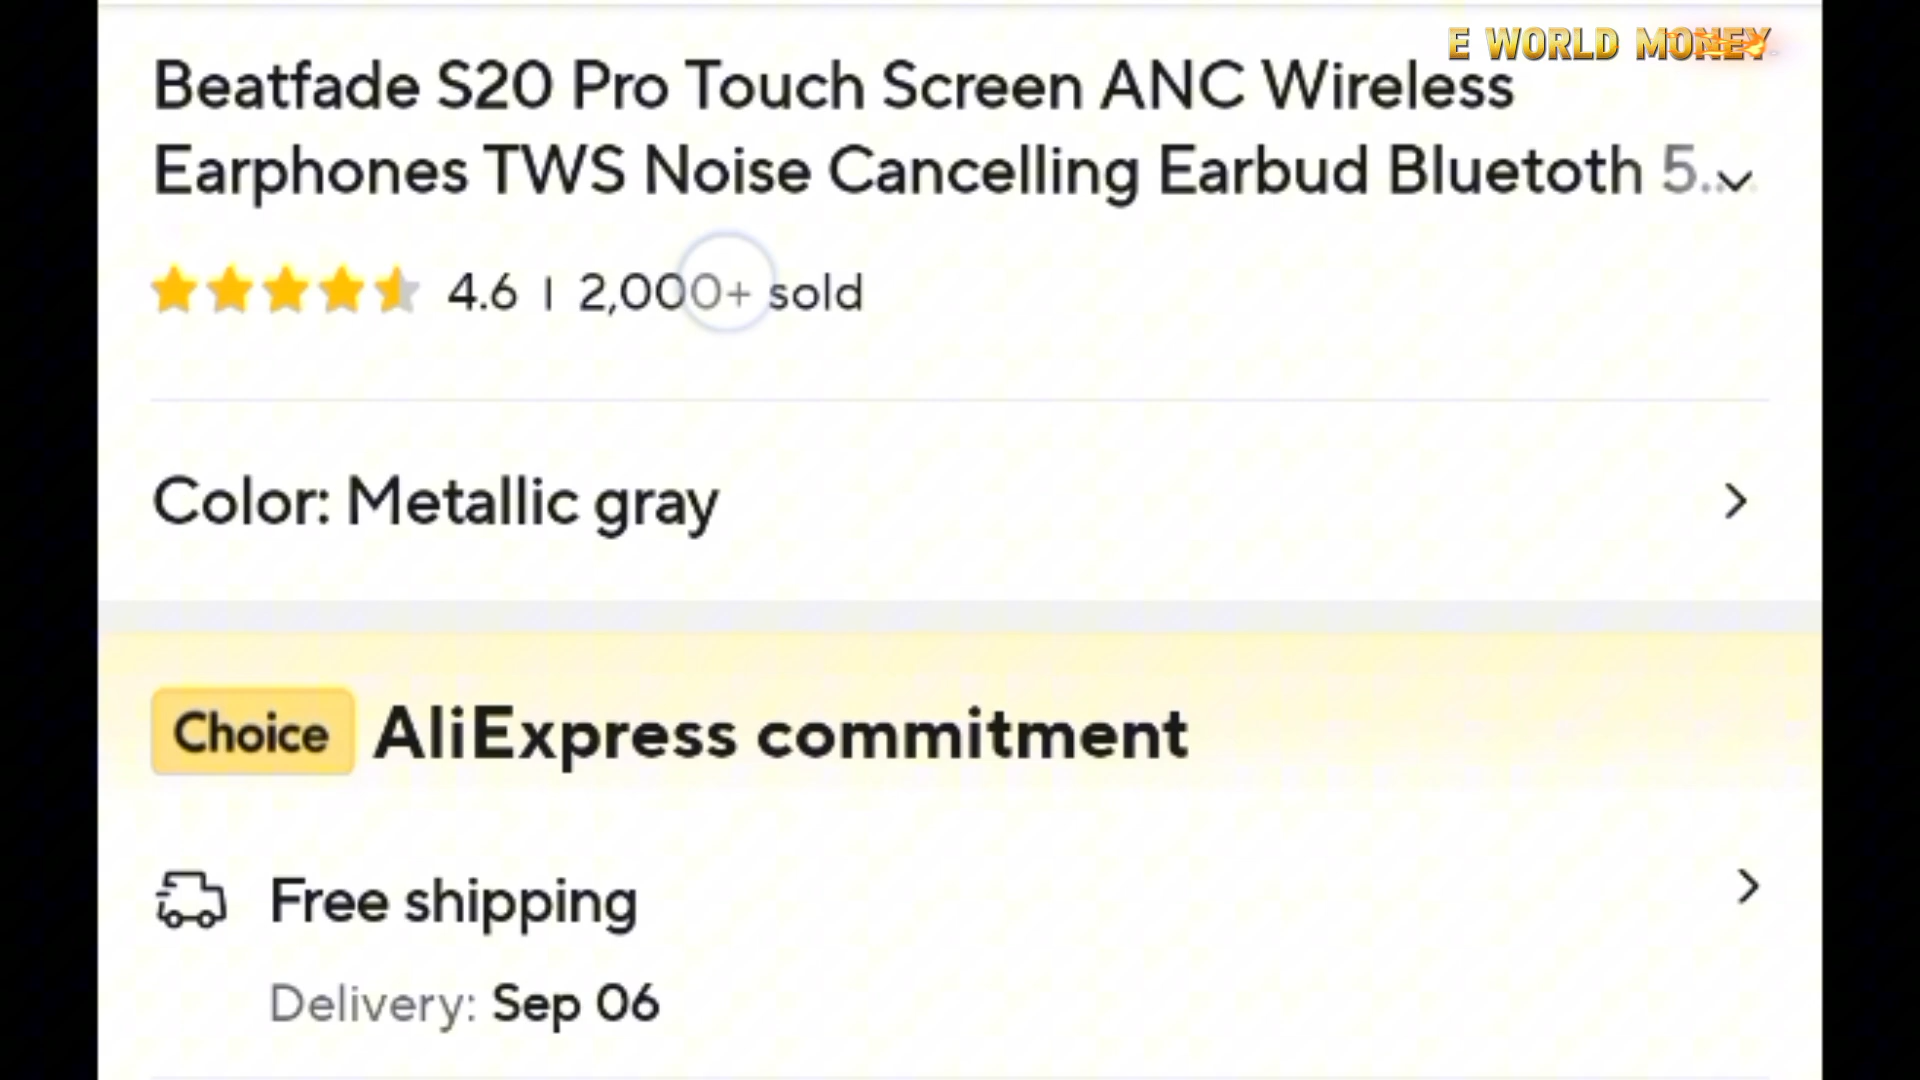 E WORLD MONEY
Beatfade S20 Pro Touch Screen ANC Wireless
Earphones TWS Noise Cancelling Earbud Bluetoth 5..
4.6 | 2,000+ sold
Color: Metallic gray
Choice AliExpress commitment
Free shipping
Delivery: Sep 06